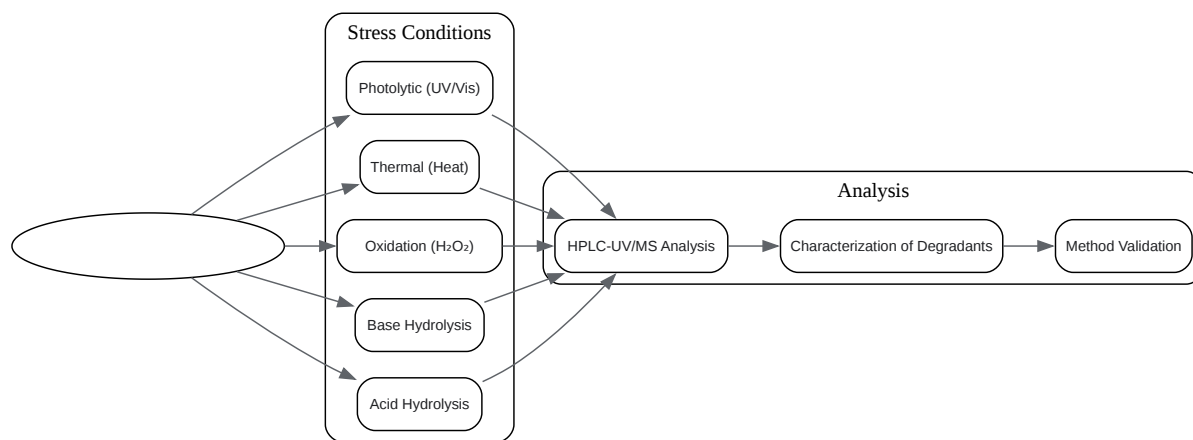 Stress Conditions
Photolytic (UV/Vis)
Thermal (Heat)
Oxidation (H₂O₂)
Base Hydrolysis
Acid Hydrolysis
Analysis
HPLC-UV/MS Analysis
Characterization of Degradants
Method Validation